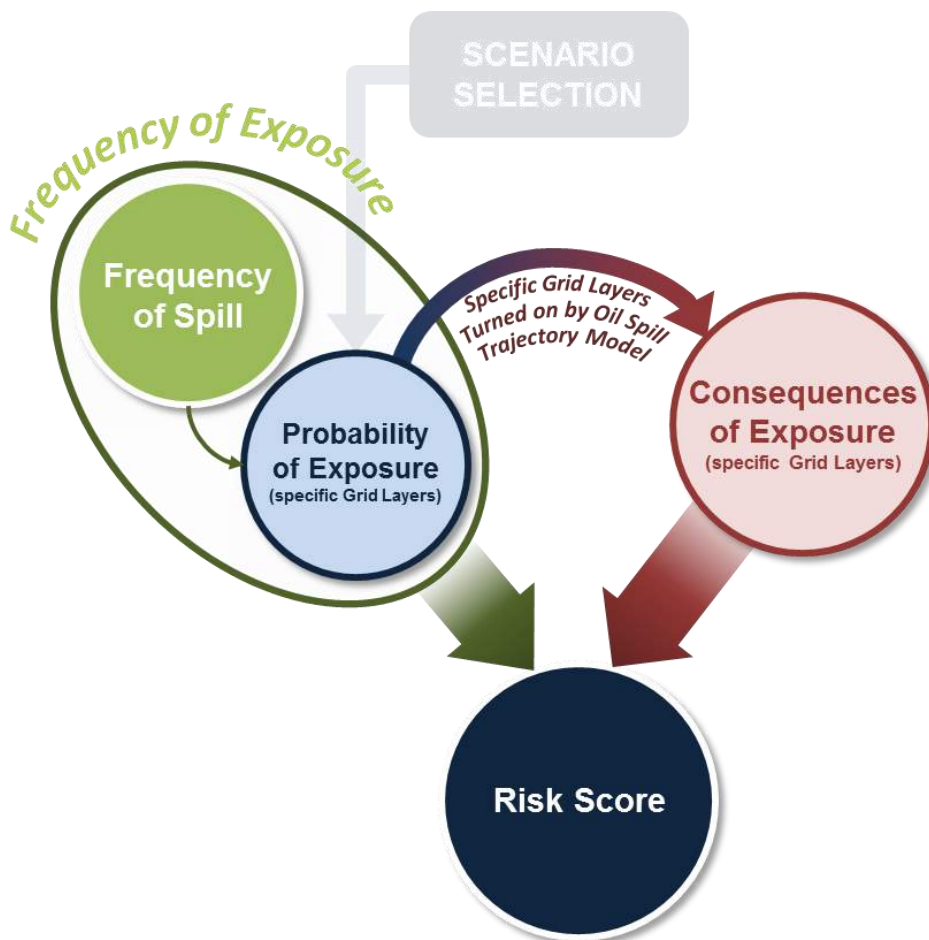 SCENARIO
SELECTION
Frequency of Exposure
Frequency
of Spill
Specific Grid Layers
Turned on by Oil Spill
Trajectory Model
Probability
of Exposure
(specific Grid Layers)
Consequences
of Exposure
(specific Grid Layers)
Risk Score